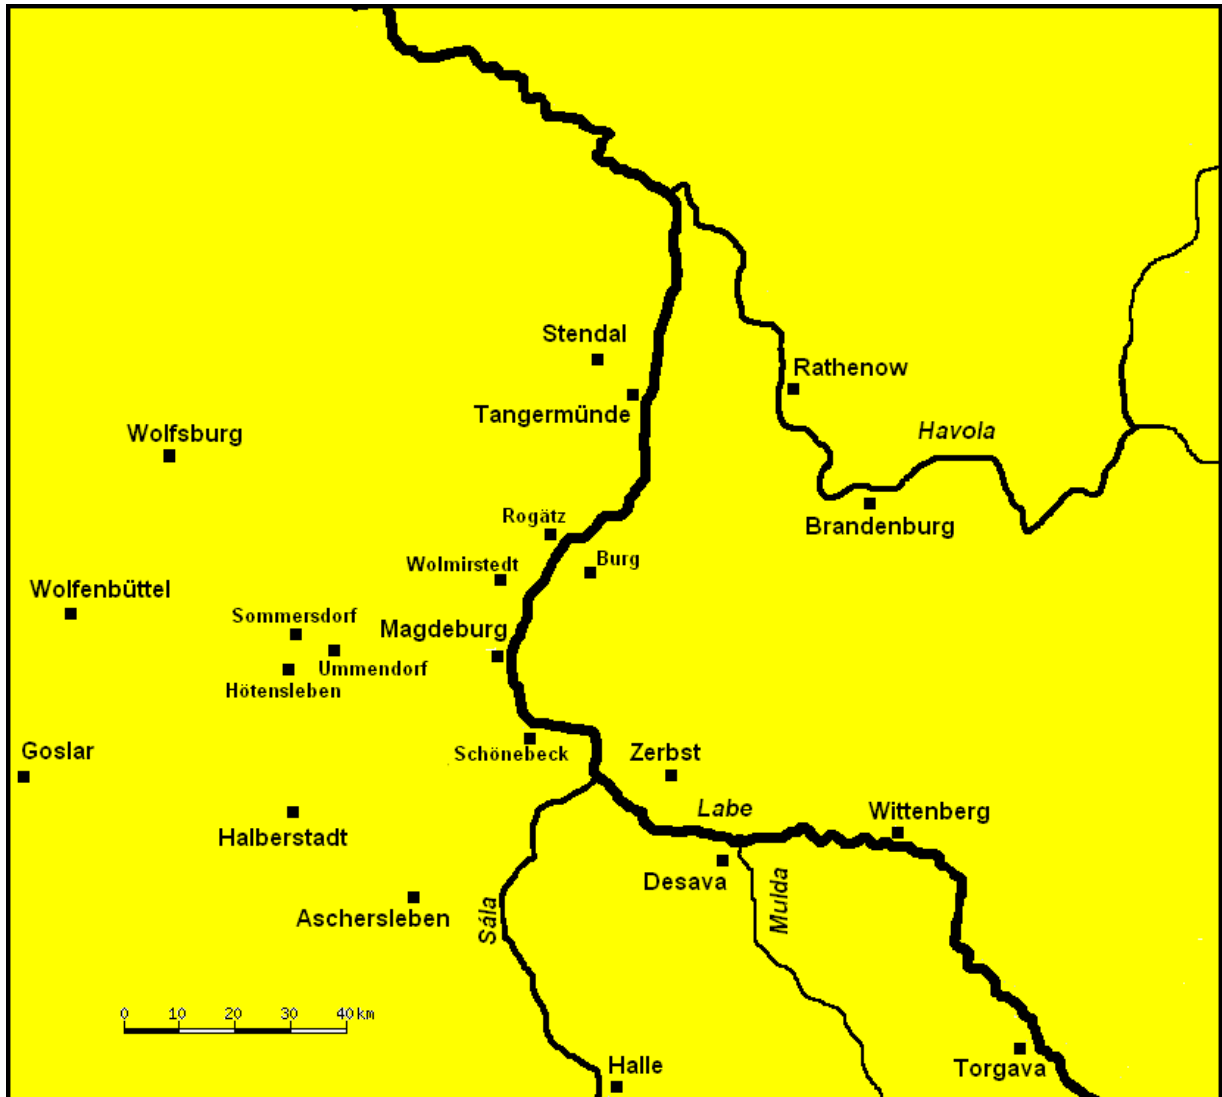 Stendal
Rathenow
Tangermünde
Havola
Wolfsburg
Rogätz
Brandenburg
Wolmirstedt
Burg
Wolfenbüttel
Sommersdorf
Magdeburg
Ummendorf
Hötensleben
Goslar
Schönebeck
Zerbst
Labe
Wittenberg
Halberstadt
Desava
Mulda
Aschersleben
Sála
0 10 20 30 40 km
Halle
Torgava